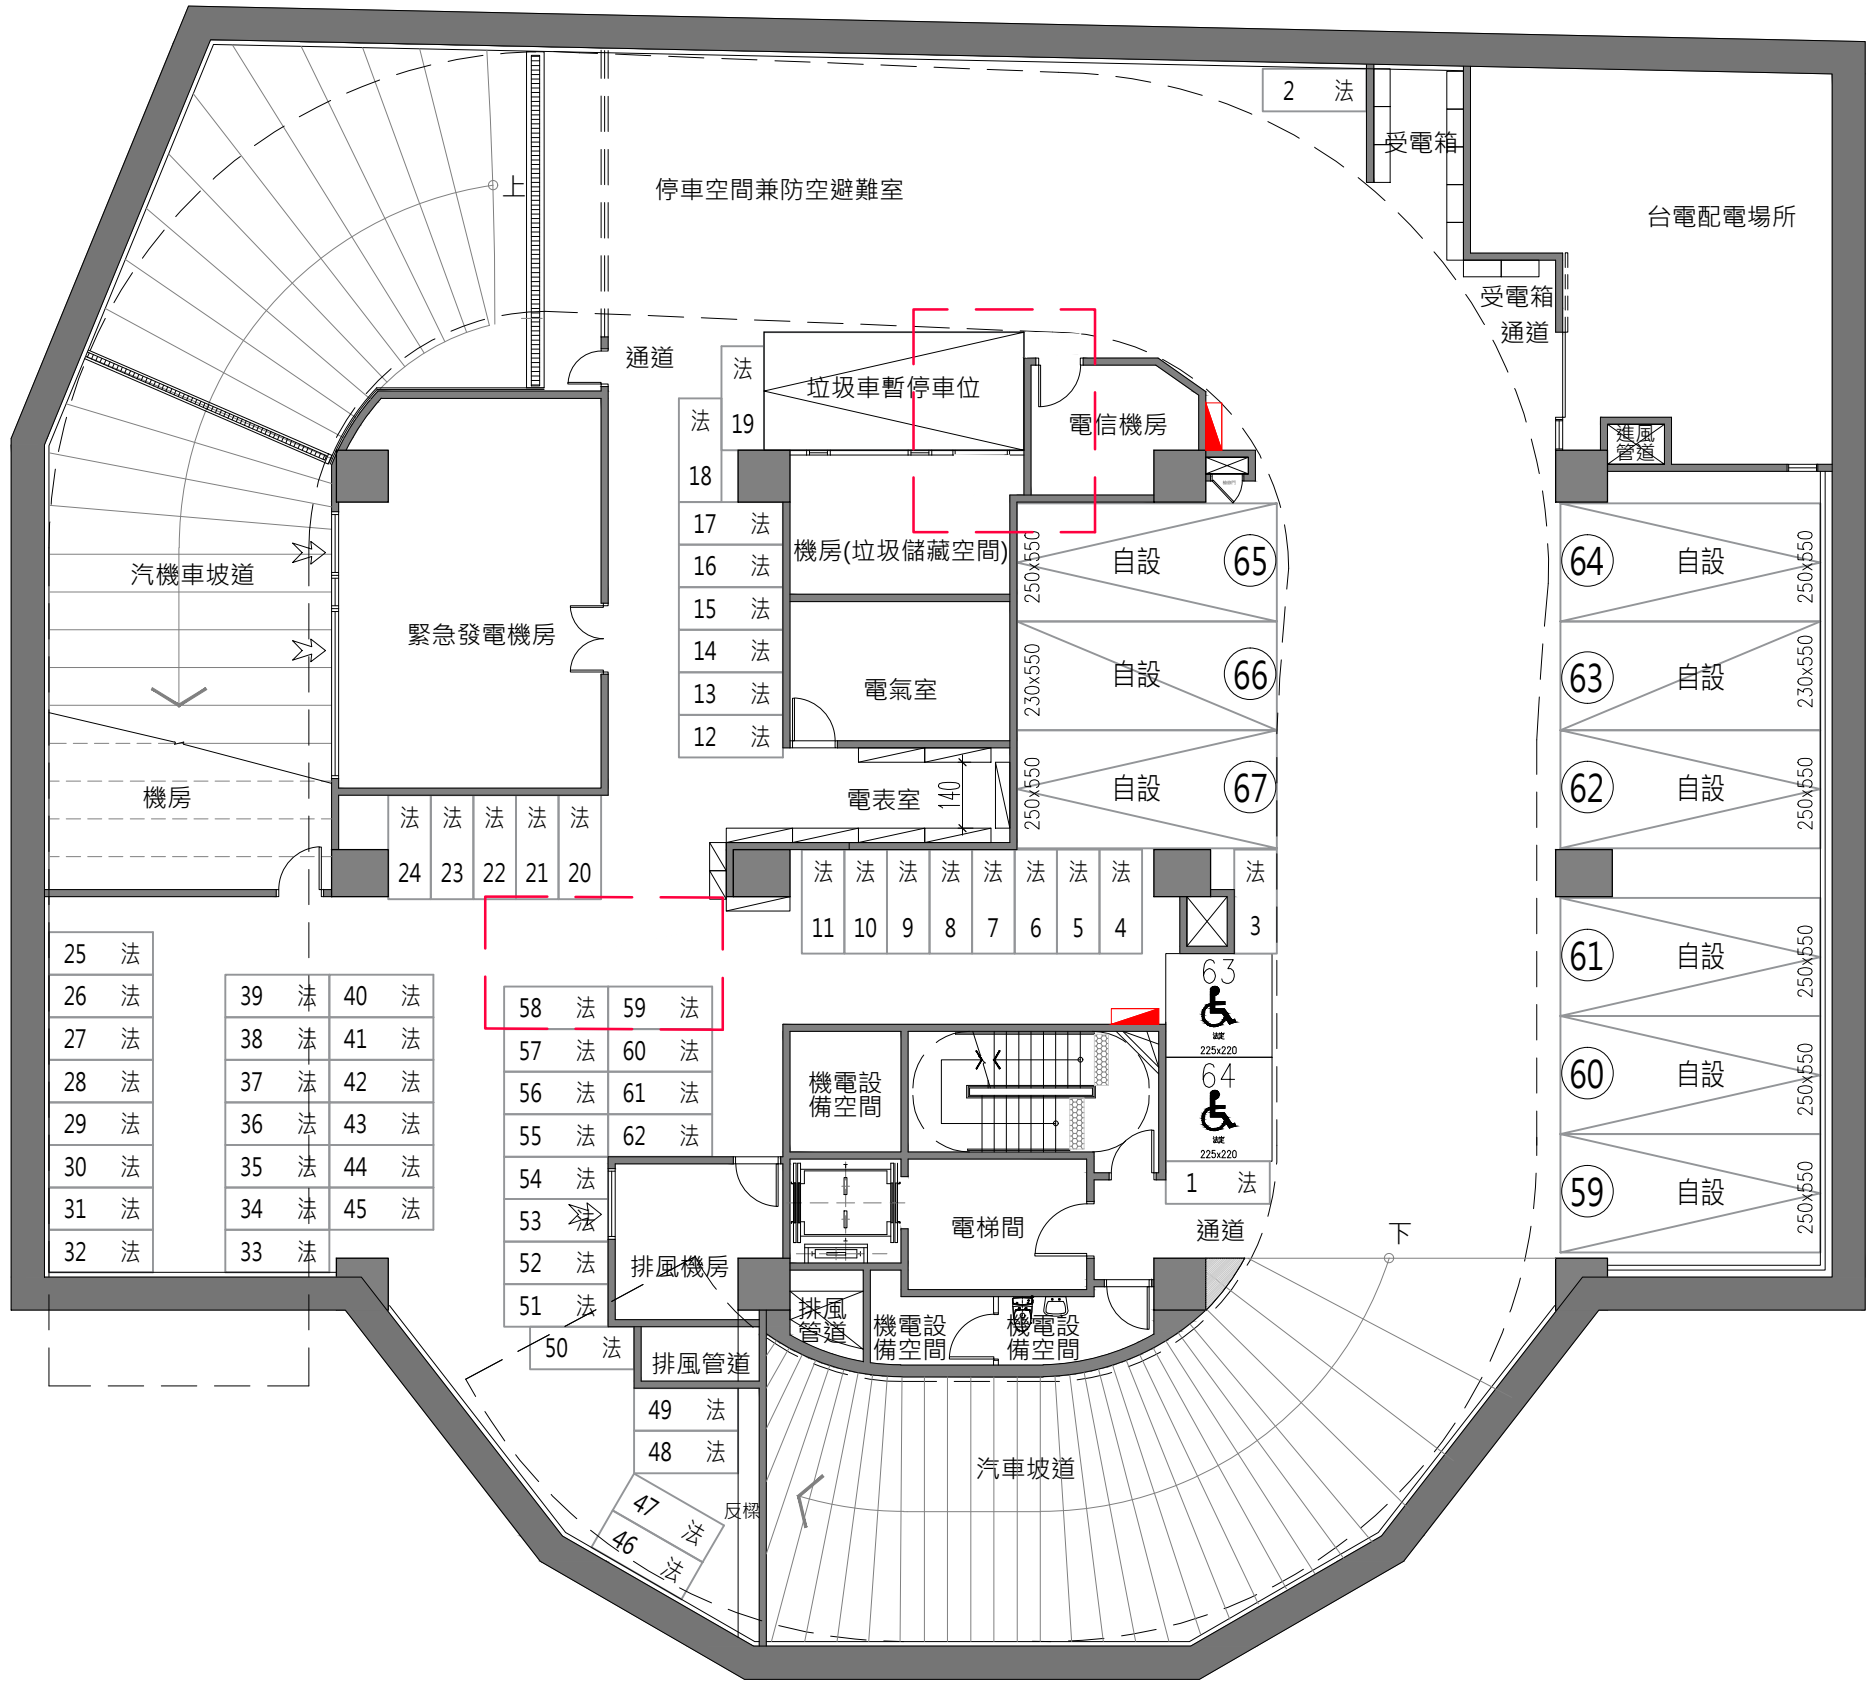 2 法
受電箱
上
停車空間兼防空避難室
台電配電場所
受電箱
通道
通道
法
19
垃圾車暫停車位
電信機房
法
18
進風
管道
17 法
16 法
15 法
14 法
13 法
12 法
機房(垃圾儲藏空間)
電氣室
電表室
140
250x550 自設 65
230x550 自設 66
250x550 自設 67
64 自設 250x550
63 自設 230x550
62 自設 250x550
61 自設 250x550
60 自設 250x550
59 自設 250x550
汽機車坡道
緊急發電機房
機房
法 法 法 法 法
24 23 22 21 20
法 法 法 法 法 法 法 法 法
11 10 9 8 7 6 5 4 3
25 法
26 法
27 法
28 法
29 法
30 法
31 法
32 法
39 法 40 法
38 法 41 法
37 法 42 法
36 法 43 法
35 法 44 法
34 法 45 法
33 法
58 法 59 法
57 法 60 法
56 法 61 法
55 法 62 法
54 法
53 法
52 法
51 法
50 法
49 法
48 法
47 法
46 法
63
225x220
64
225x220
1 法
機電設
備空間
電梯間
通道
下
排風機房
排風
管道
機電設
備空間
機電設
備空間
排風管道
反樑
汽車坡道